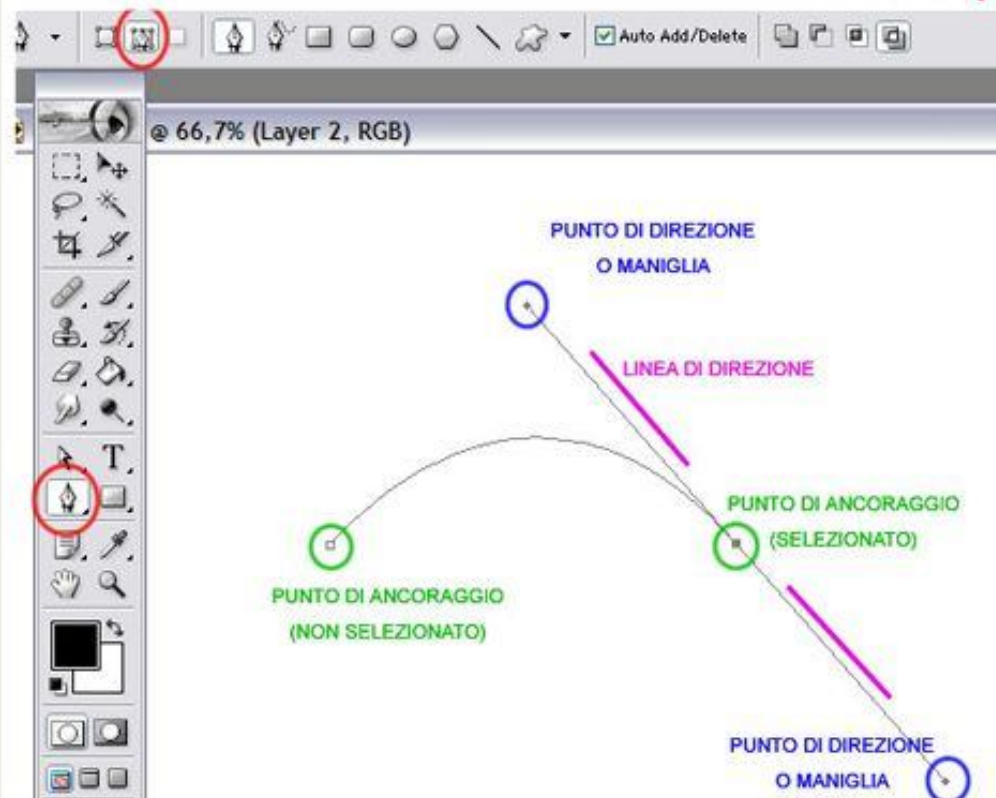 Auto Add/Delete
@ 66,7% (Layer 2, RGB)
T
PUNTO DI DIREZIONE
O MANIGLIA
LINEA DI DIREZIONE
PUNTO DI ANCORAGGIO
(SELEZIONATO)
PUNTO DI ANCORAGGIO
(NON SELEZIONATO)
PUNTO DI DIREZIONE
O MANIGLIA